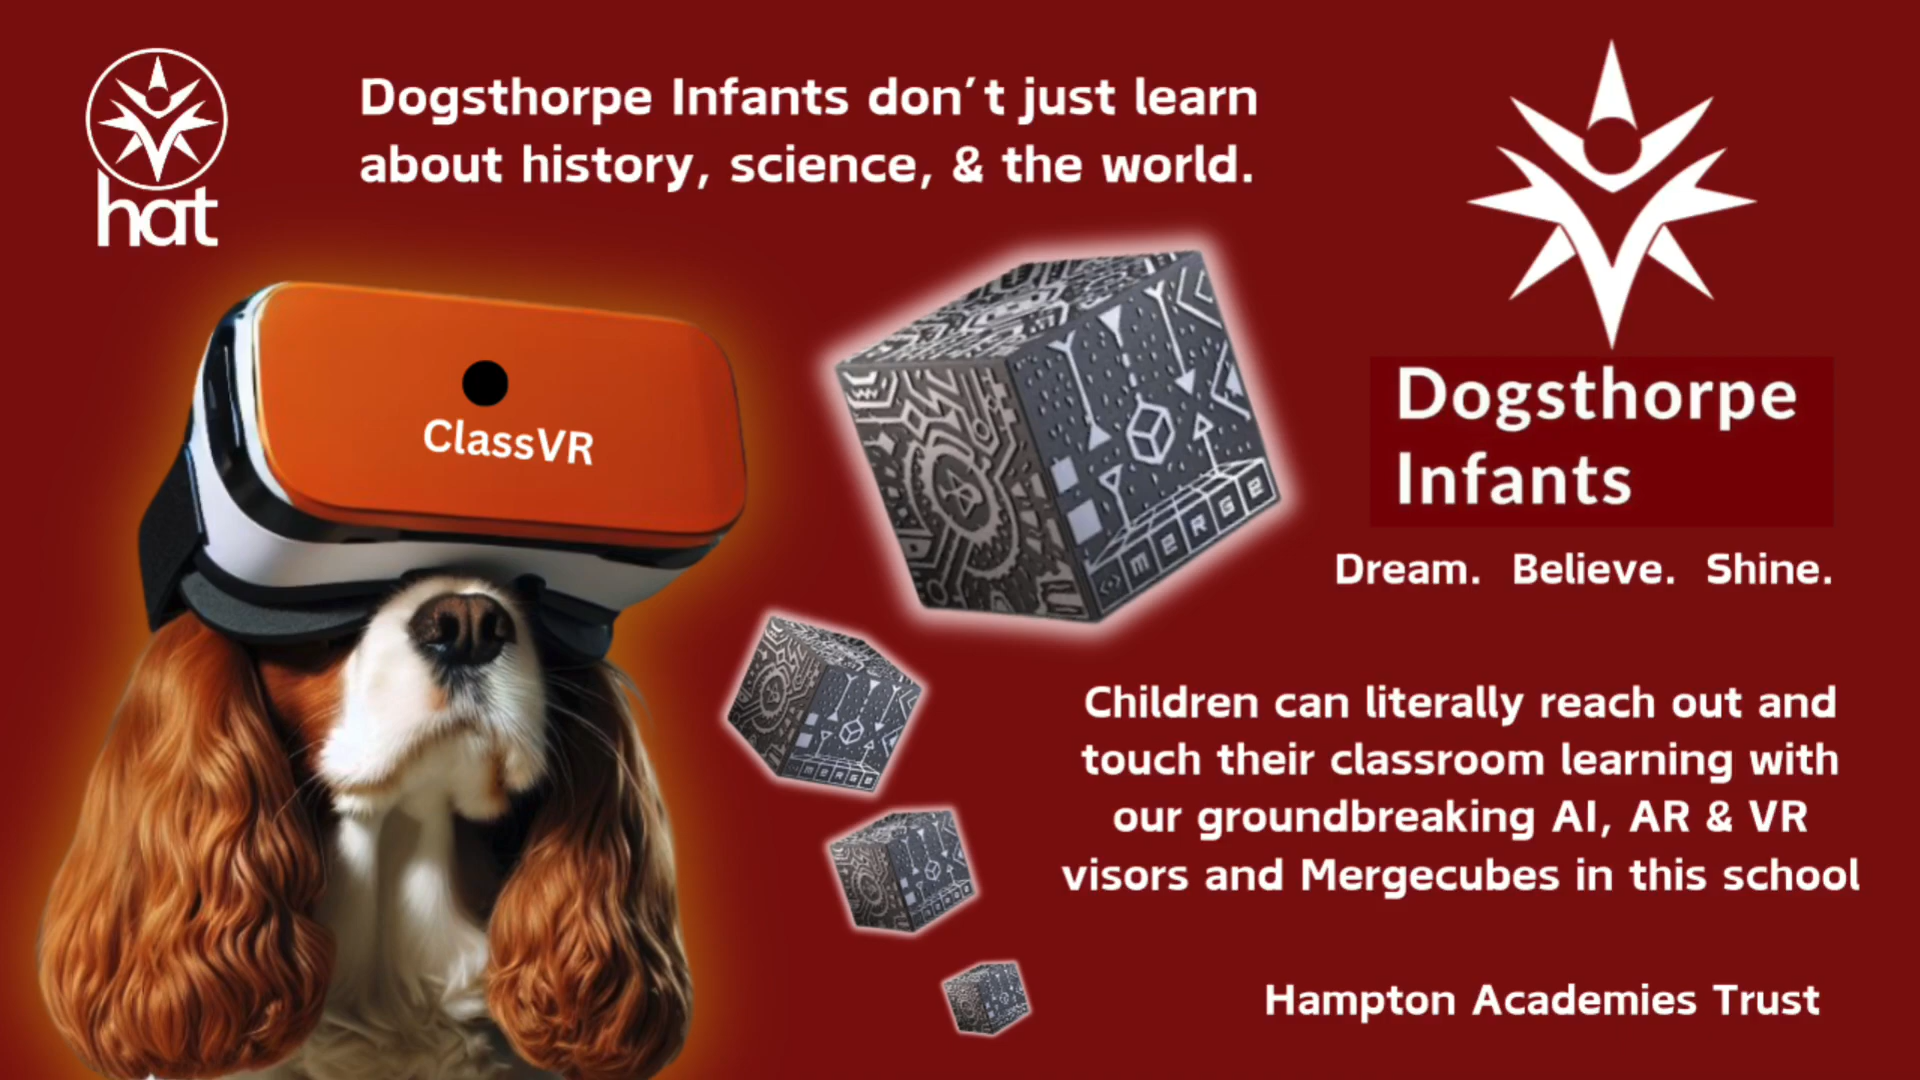 hat
Dogsthorpe Infants don't just learn
about history, science, & the world.
ClassVR
MERGE
Dogsthorpe
Infants
Dream. Believe. Shine.
MERGE
MERGE
Children can literally reach out and
touch their classroom learning with
our groundbreaking AI, AR & VR
visors and Mergecubes in this school
Hampton Academies Trust